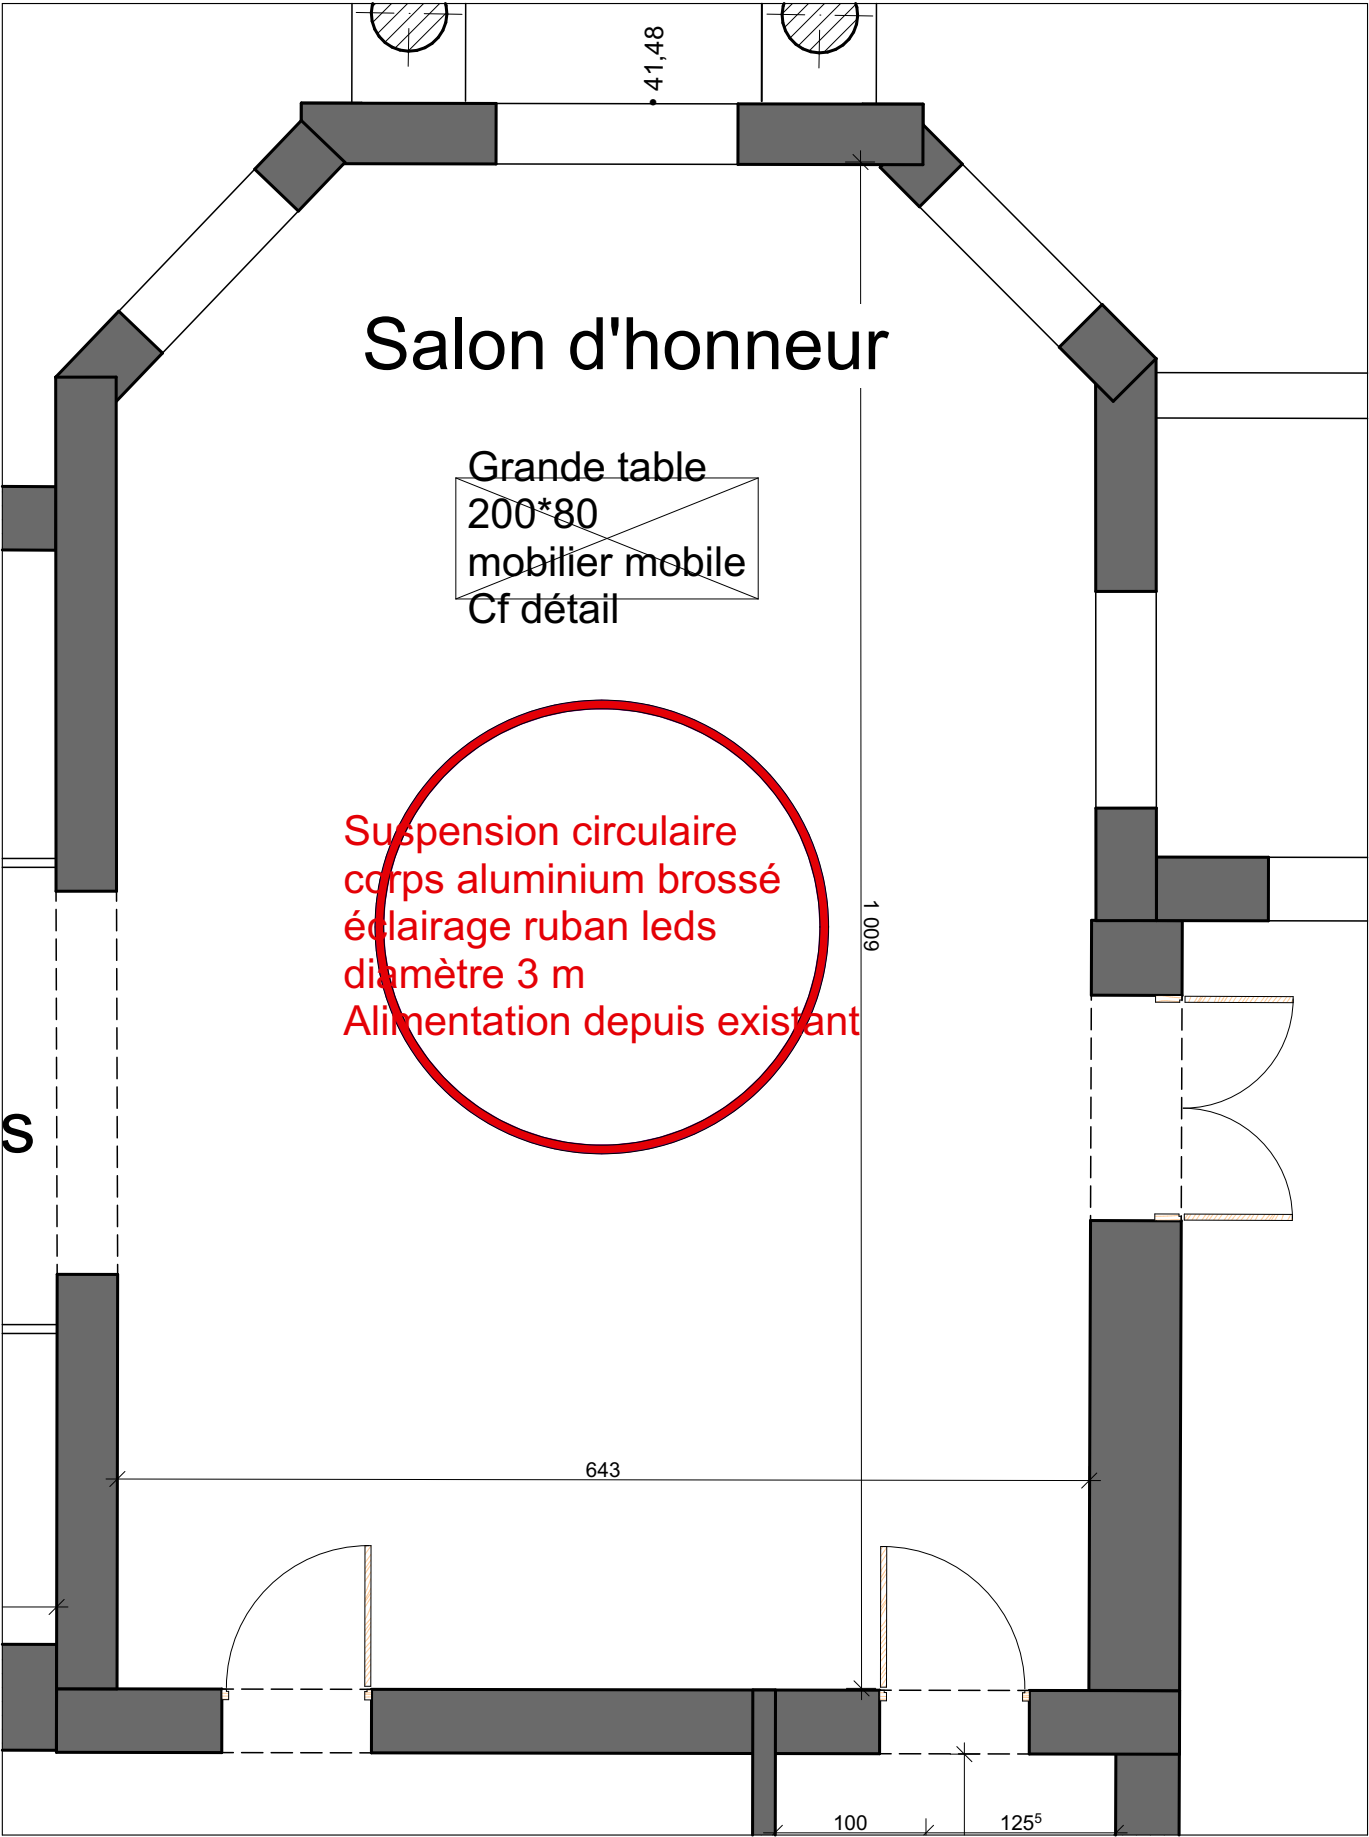 41,48
Salon d'honneur
Grande table
200*80
mobilier mobile
Cf détail
Suspension circulaire
corps aluminium brossé
éclairage ruban leds
diamètre 3 m
Alimentation depuis existant
1 009
s
643
100
125⁵